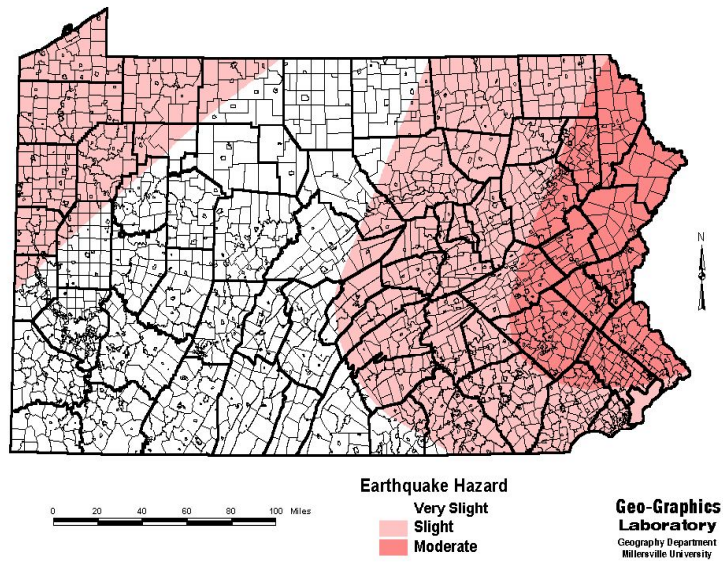 N
Earthquake Hazard
Very Slight
Slight
Moderate
0 20 40 60 80 100 Miles
Geo-Graphics
Laboratory
Geography Department
Millersville University